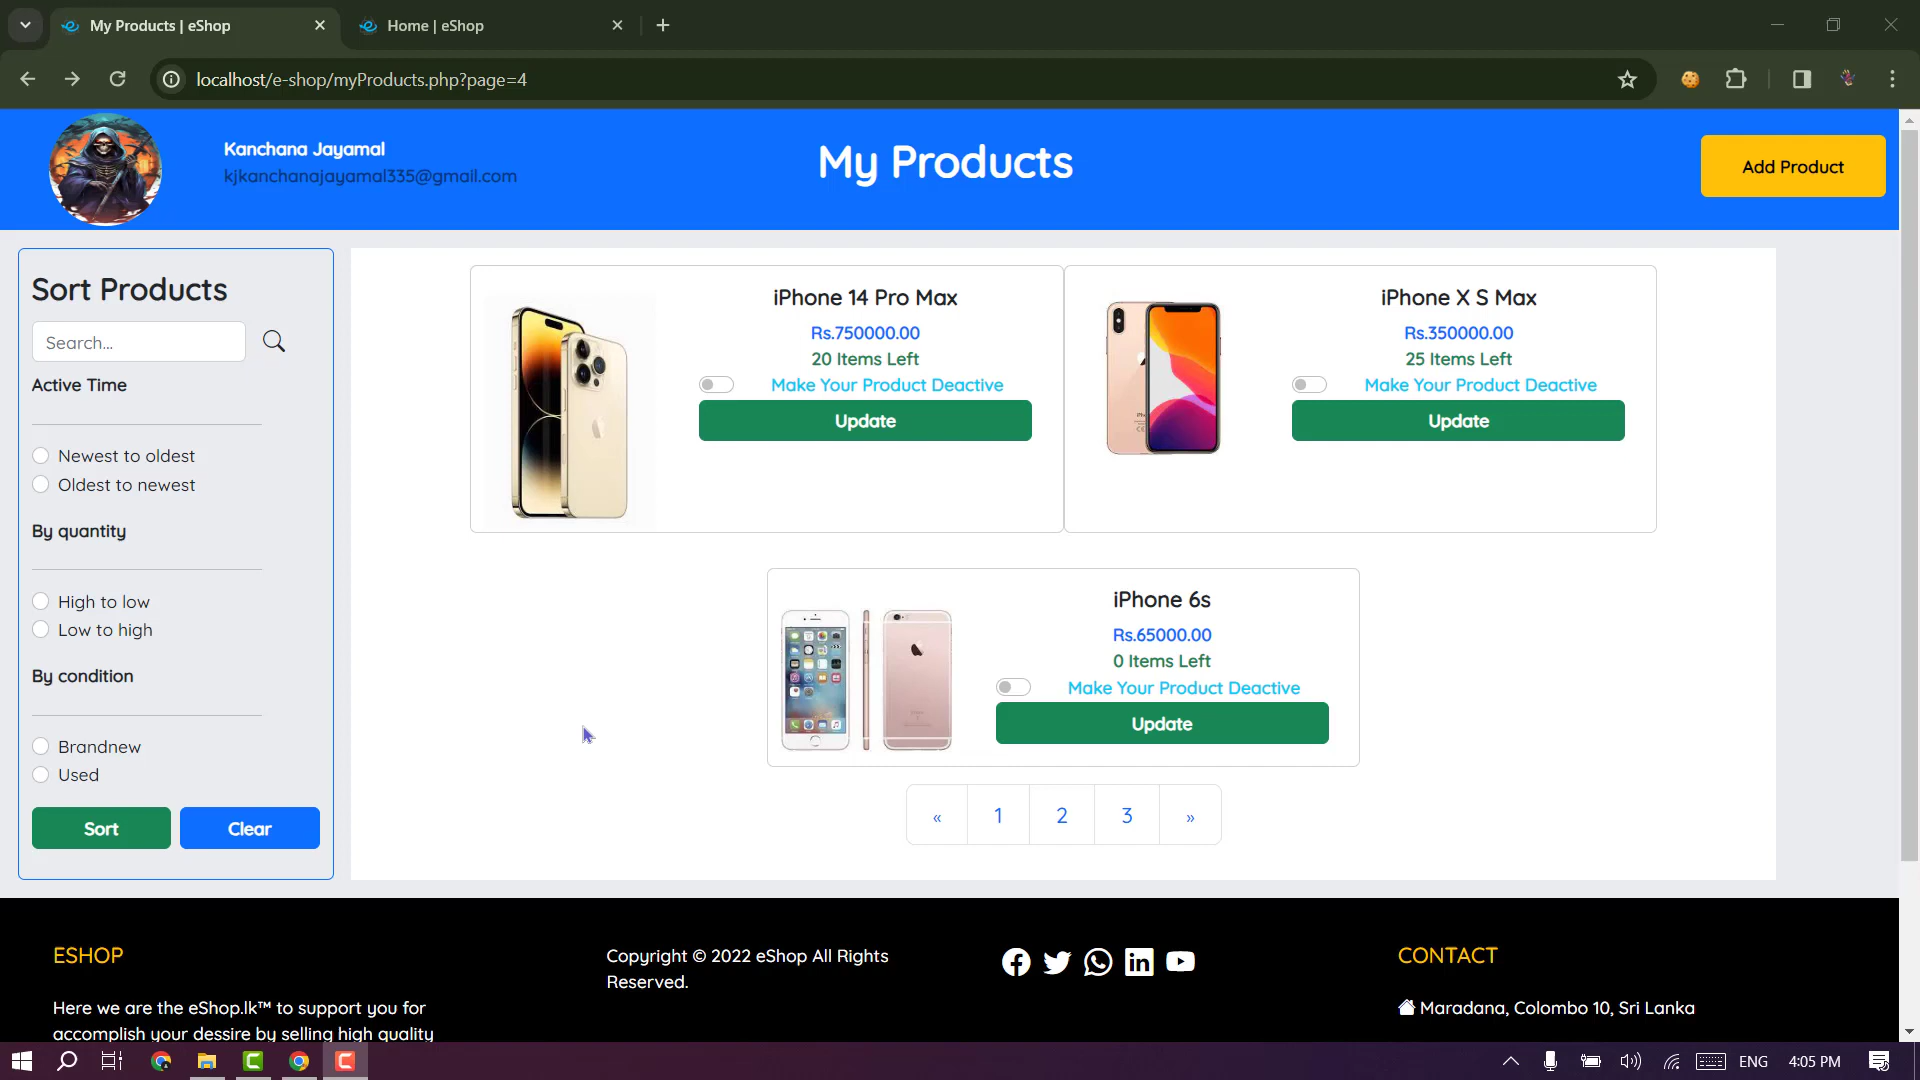 My Products | eShop
Home | eShop
localhost/e-shop/myProducts.php?page=4
Kanchana Jayamal
kjkanchanajayamal335@gmail.com
My Products
Add Product
Sort Products
Search...
Active Time
Newest to oldest
Oldest to newest
By quantity
High to low
Low to high
By condition
Brandnew
Used
Sort
Clear
iPhone 14 Pro Max
Rs.750000.00
20 Items Left
Make Your Product Deactive
Update
iPhone X S Max
Rs.350000.00
25 Items Left
Make Your Product Deactive
Update
iPhone 6s
Rs.65000.00
0 Items Left
Make Your Product Deactive
Update
« 1 2 3 »
ESHOP
Here we are the eShop.lk™ to support you for
accomplish your dessire by selling high quality
Copyright © 2022 eShop All Rights
Reserved.
CONTACT
Maradana, Colombo 10, Sri Lanka
ENG
4:05 PM